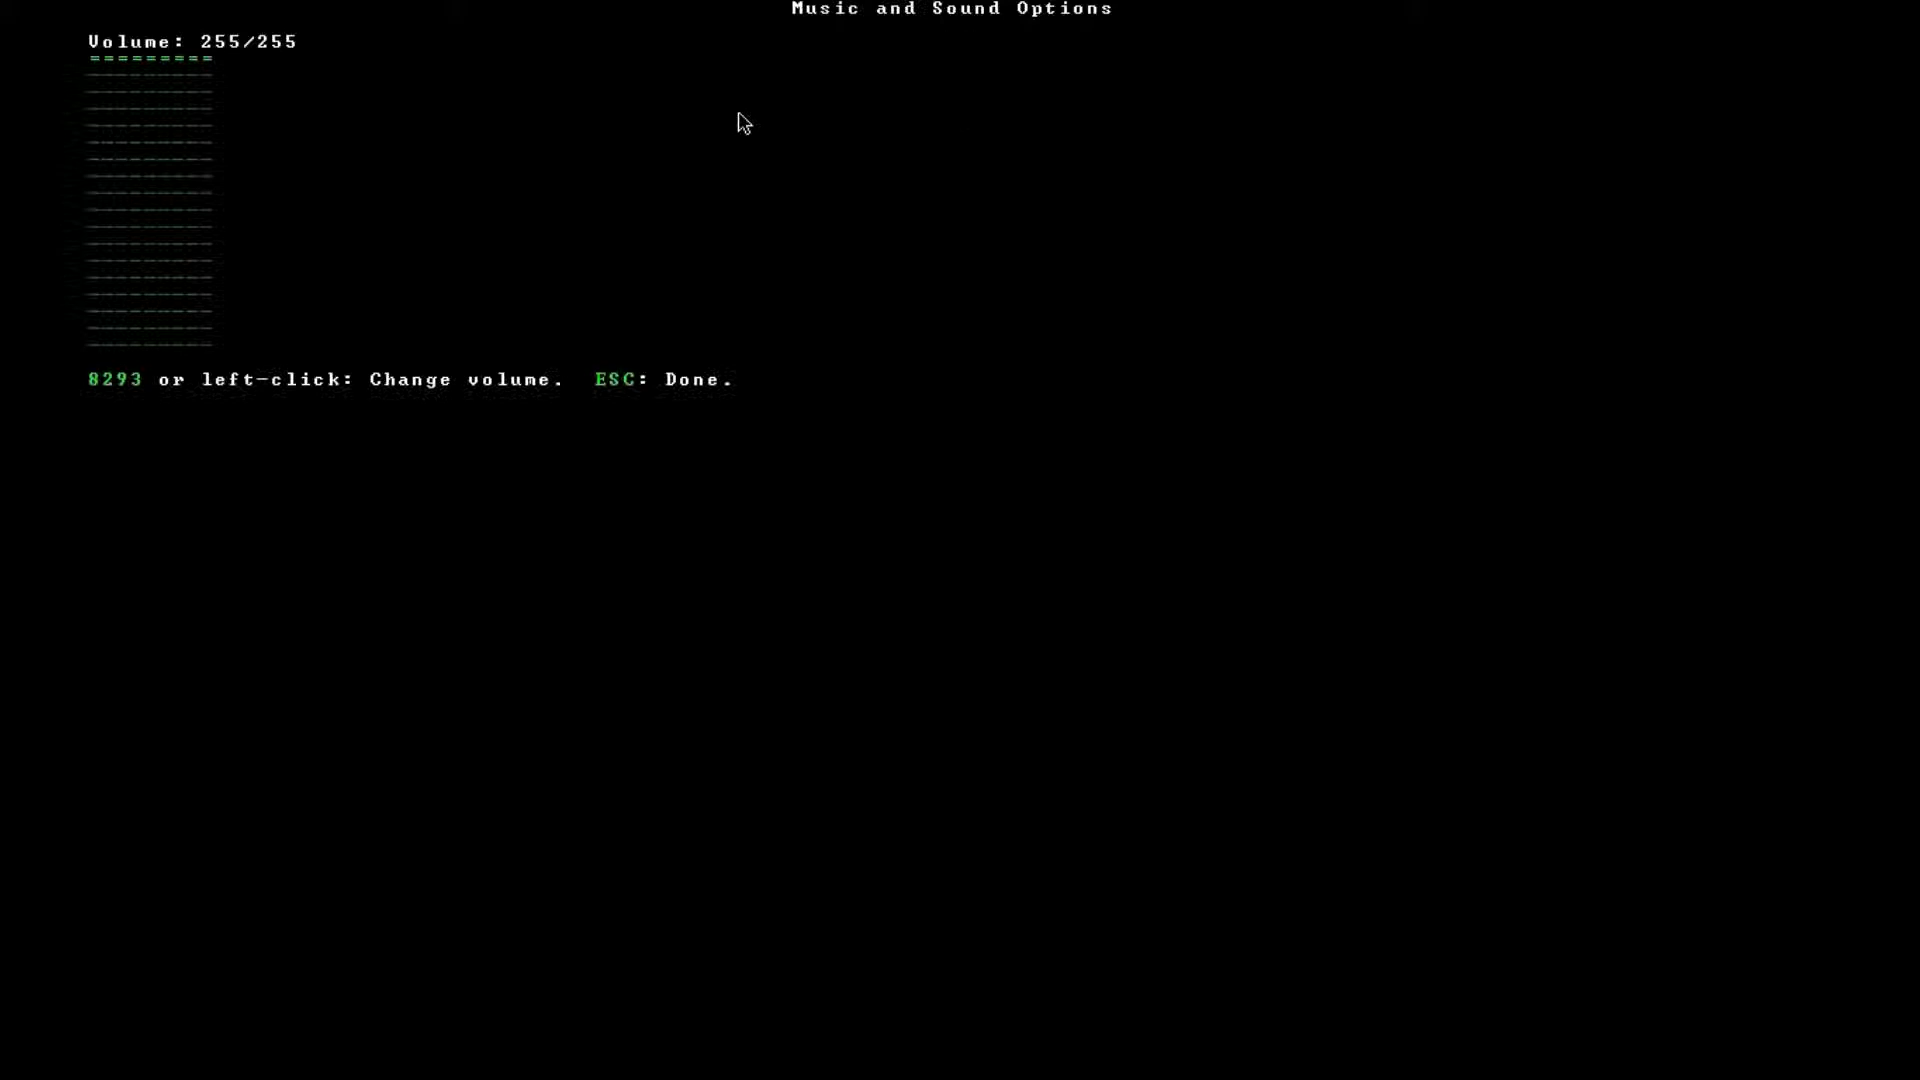 Music and Sound Options
Volume: 255/255
=========
8293 or left-click: Change volume.  ESC: Done.